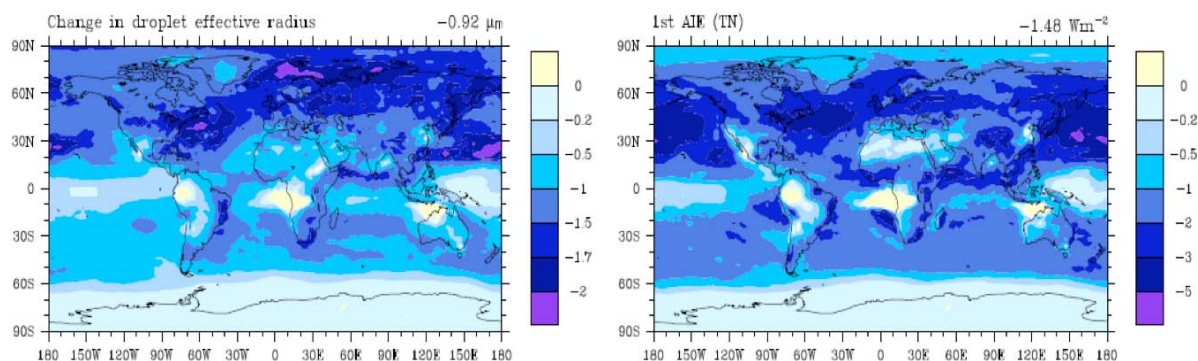 Change in droplet effective radius −0.92 μm
90N
60N
30N
0
30S
60S
90S
180 150W 120W 90W 60W 30W 0 30E 60E 90E 120E 150E 180
0
−0.2
−0.5
−1
−1.5
−1.7
−2
1st AIE (TN) −1.48 Wm⁻²
90N
60N
30N
0
30S
60S
90S
180 150W 120W 90W 60W 30W 0 30E 60E 90E 120E 150E 180
0
−0.2
−0.5
−1
−2
−3
−5